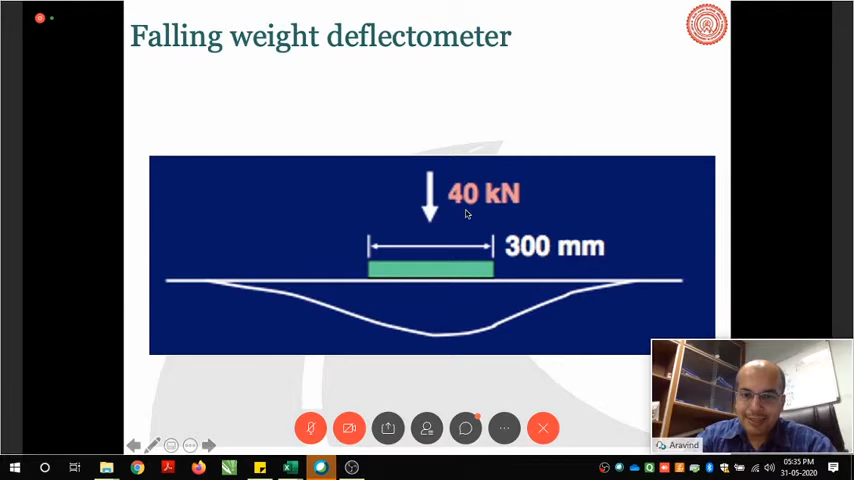 Falling weight deflectometer
40 kN
300 mm
Aravind
05:35 PM
31-05-2020